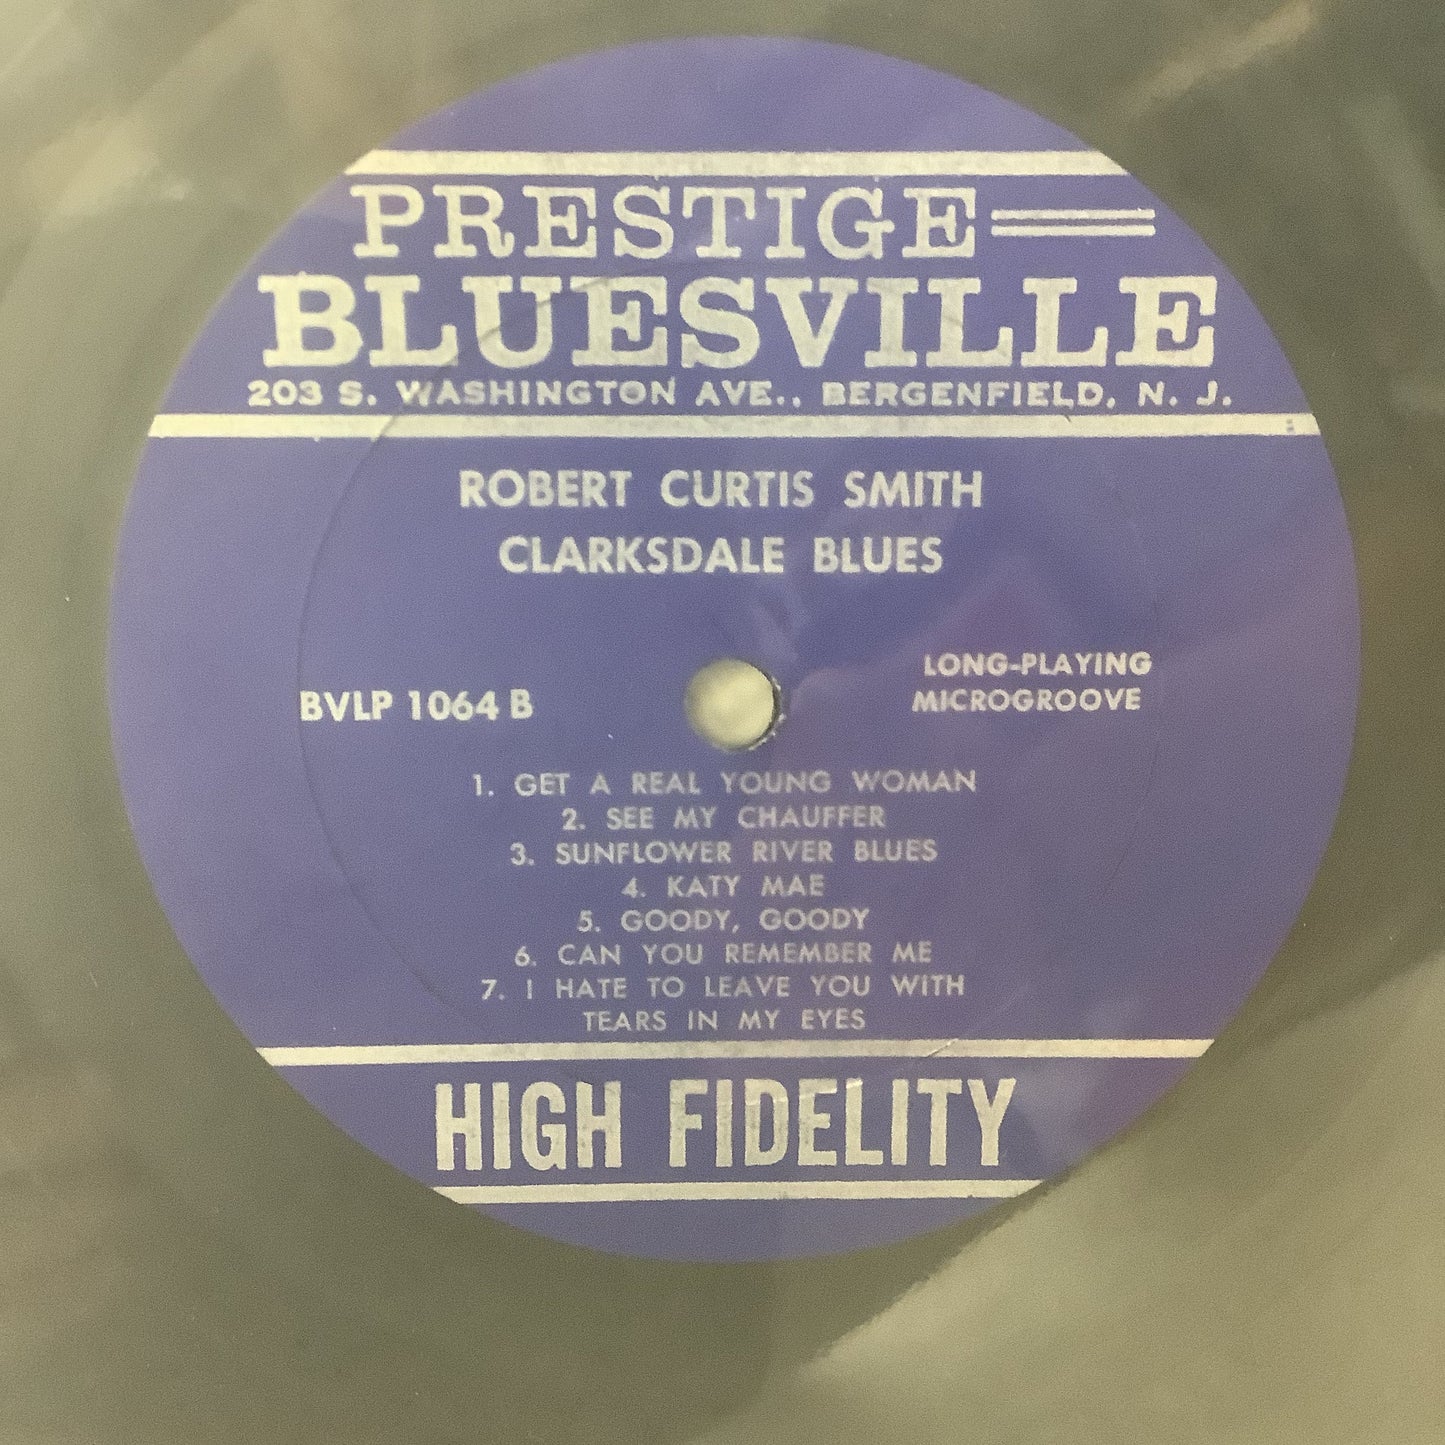 PRESTIGE
BLUESVILLE
203 S. WASHINGTON AVE., BERGENFIELD, N. J.
ROBERT CURTIS SMITH
CLARKSDALE BLUES
LONG-PLAYING
MICROGROOVE
BVLP 1064 B
1. GET A REAL YOUNG WOMAN
2. SEE MY CHAUFFER
3. SUNFLOWER RIVER BLUES
4. KATY MAE
5. GOODY, GOODY
6. CAN YOU REMEMBER ME
7. I HATE TO LEAVE YOU WITH
TEARS IN MY EYES
HIGH FIDELITY